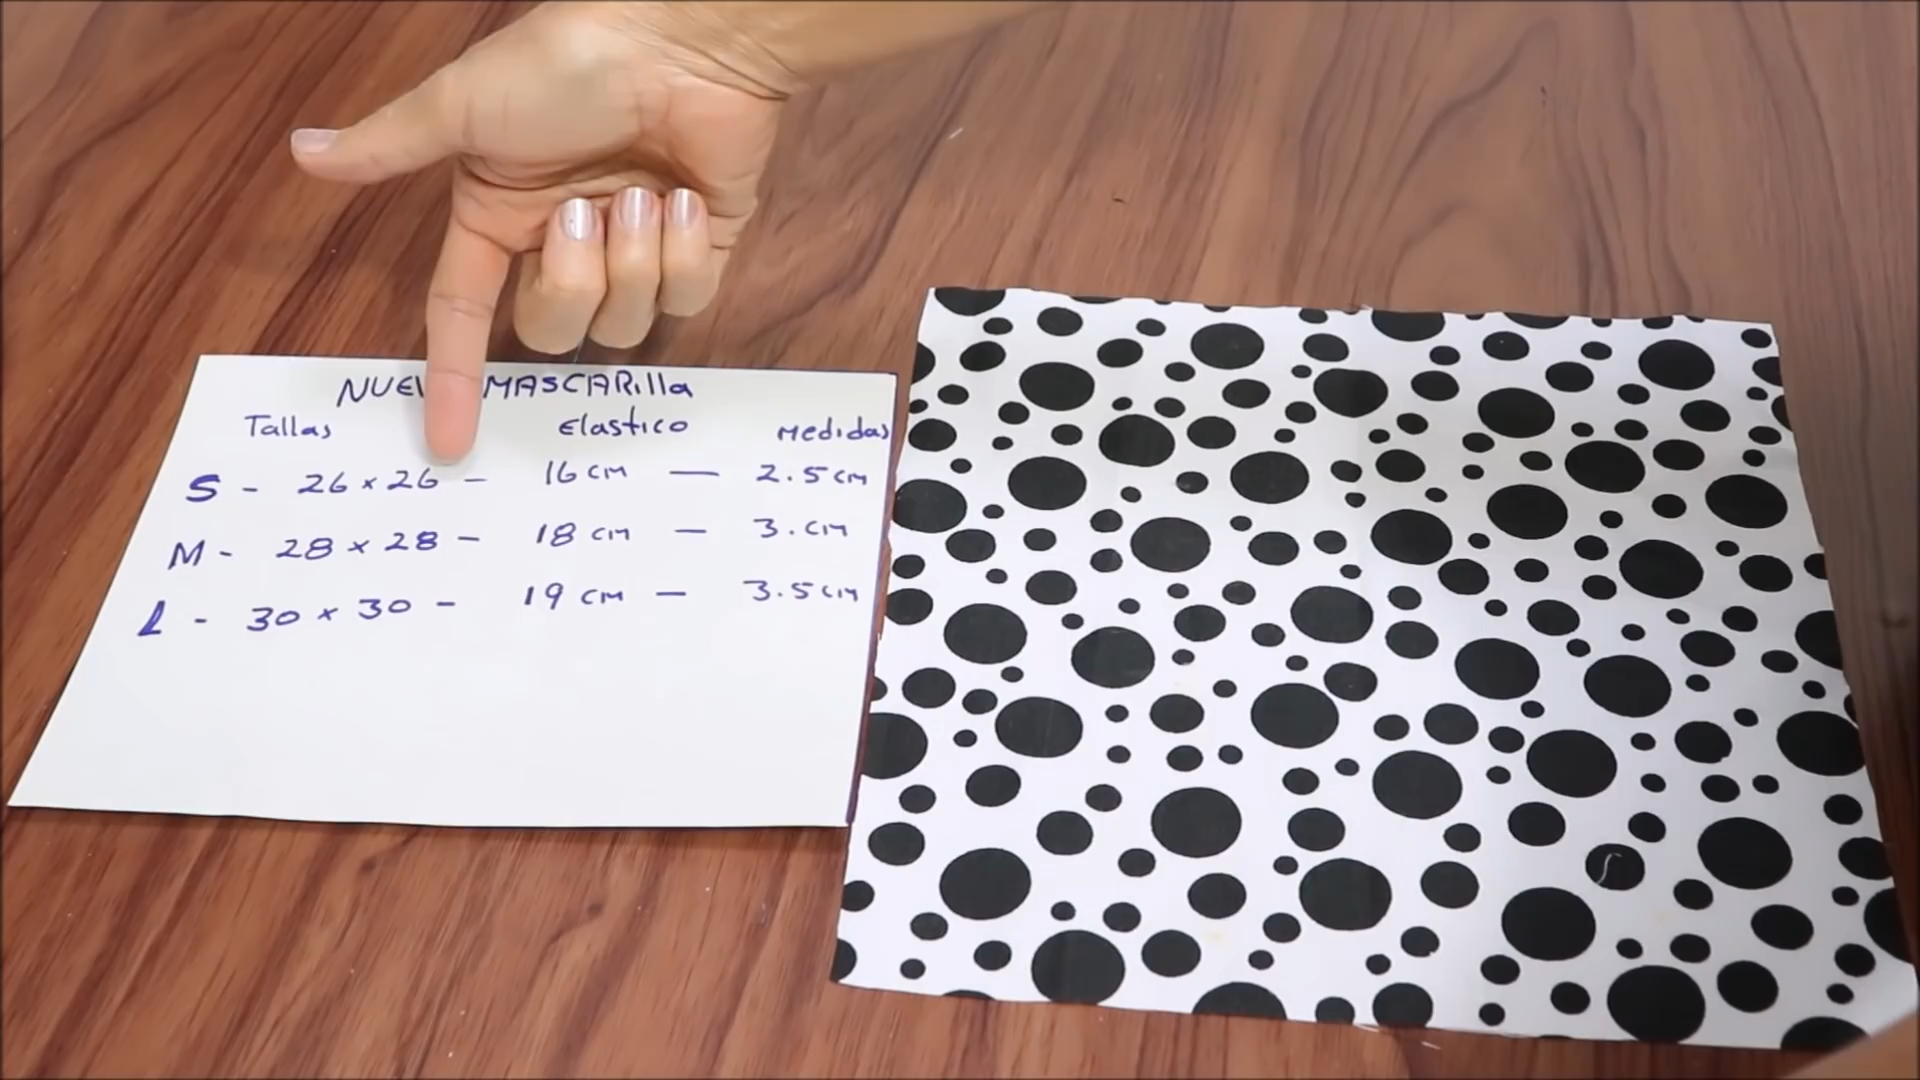 MASCARilla
Tallas Elastico Medidas
S - 26 x 26 - 16 cm — 2.5 cm
M - 28 x 28 - 18 cm — 3. cm
L - 30 x 30 - 19 cm — 3.5 cm